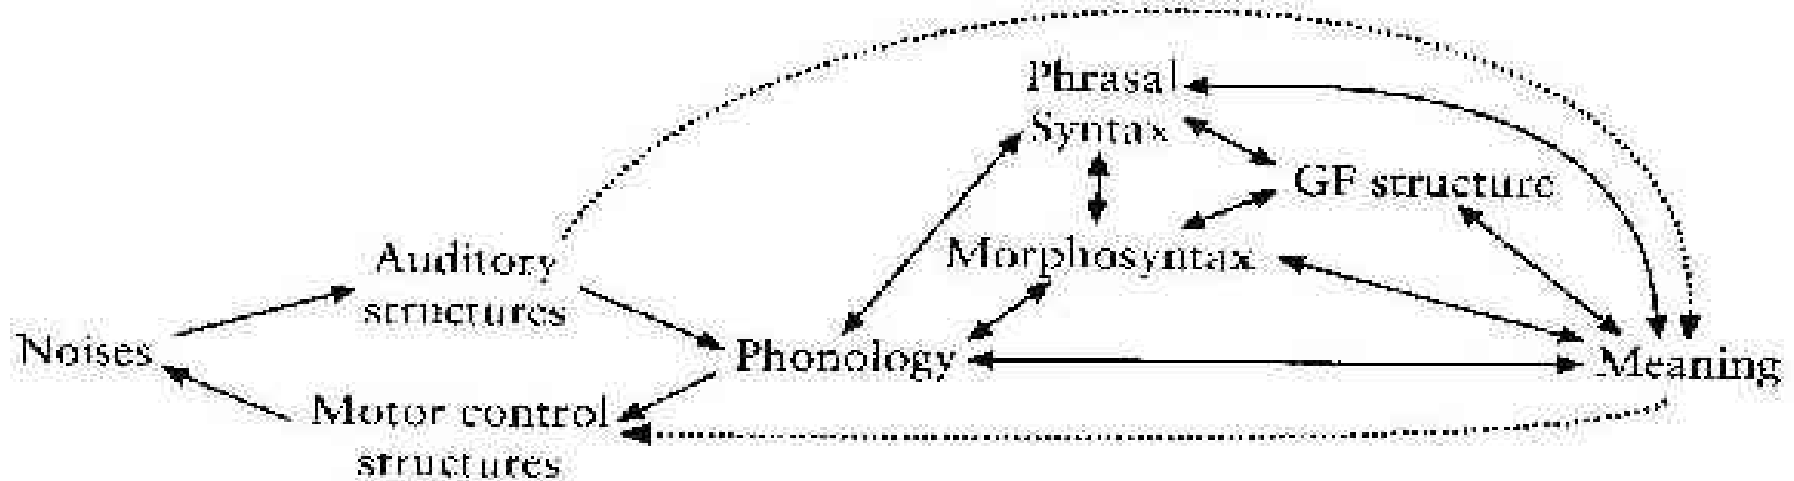 Phrasal
Syntax
GF structure
Auditory
structures
Morphosyntax
Noises
Phonology
Meaning
Motor control
structures